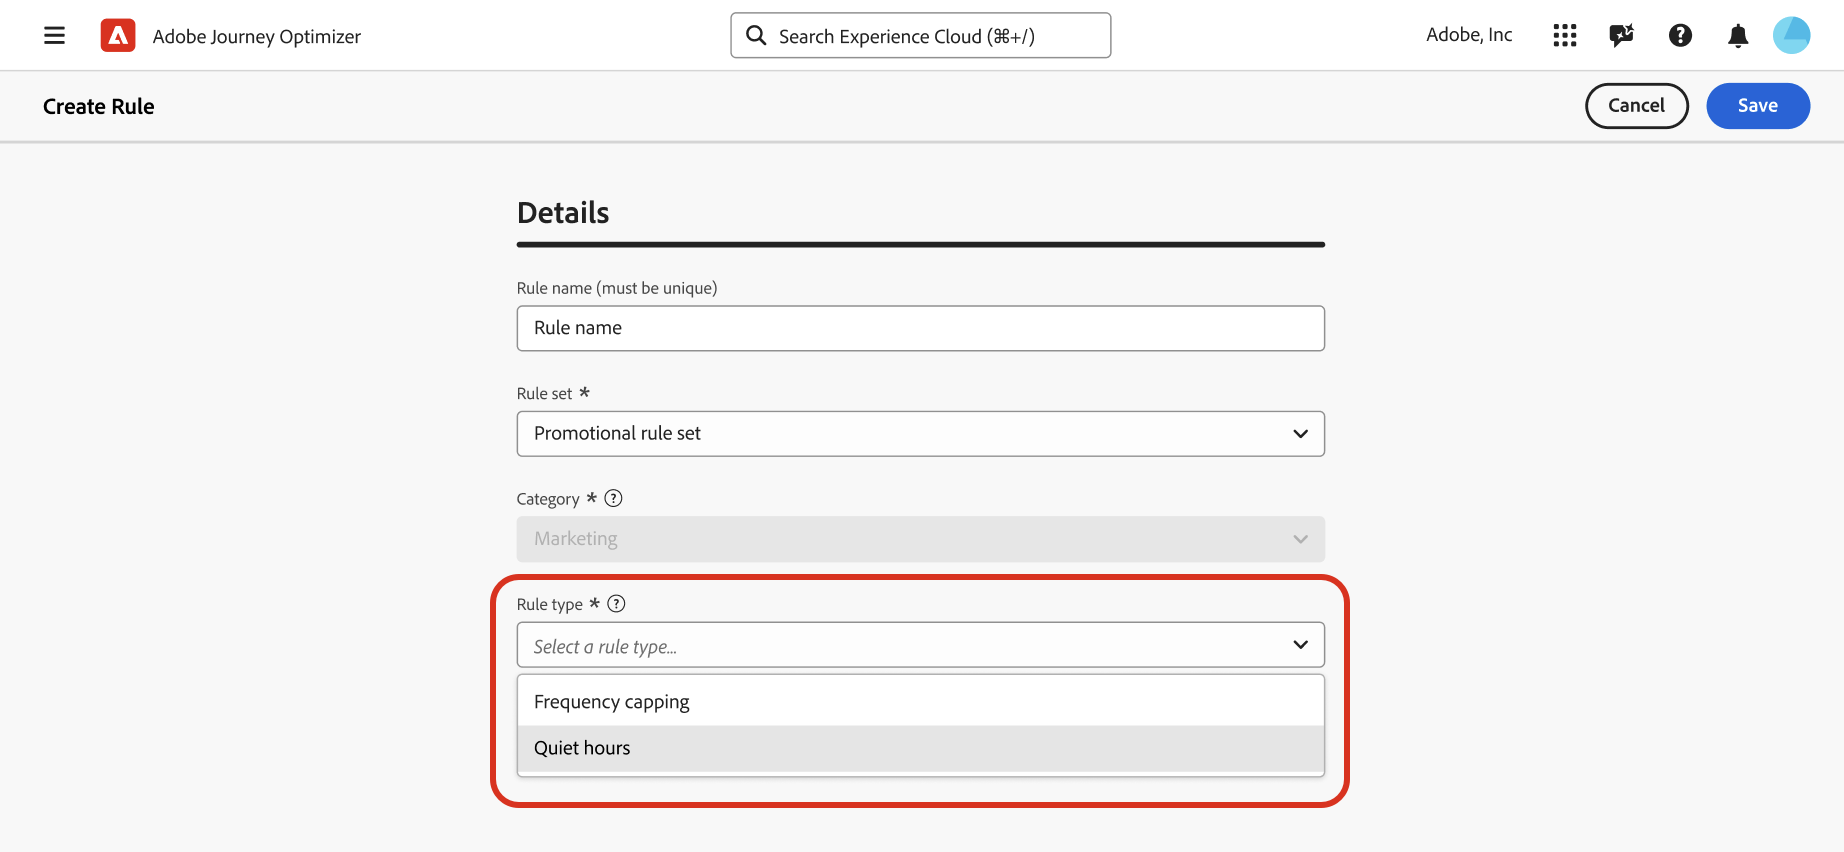 Adobe Journey Optimizer
Search Experience Cloud (⌘+/)
Adobe, Inc
Create Rule
Cancel
Save
Details
Rule name (must be unique)
Rule name
Rule set *
Promotional rule set
Category * ?
Marketing
Rule type * ?
Select a rule type...
Frequency capping
Quiet hours